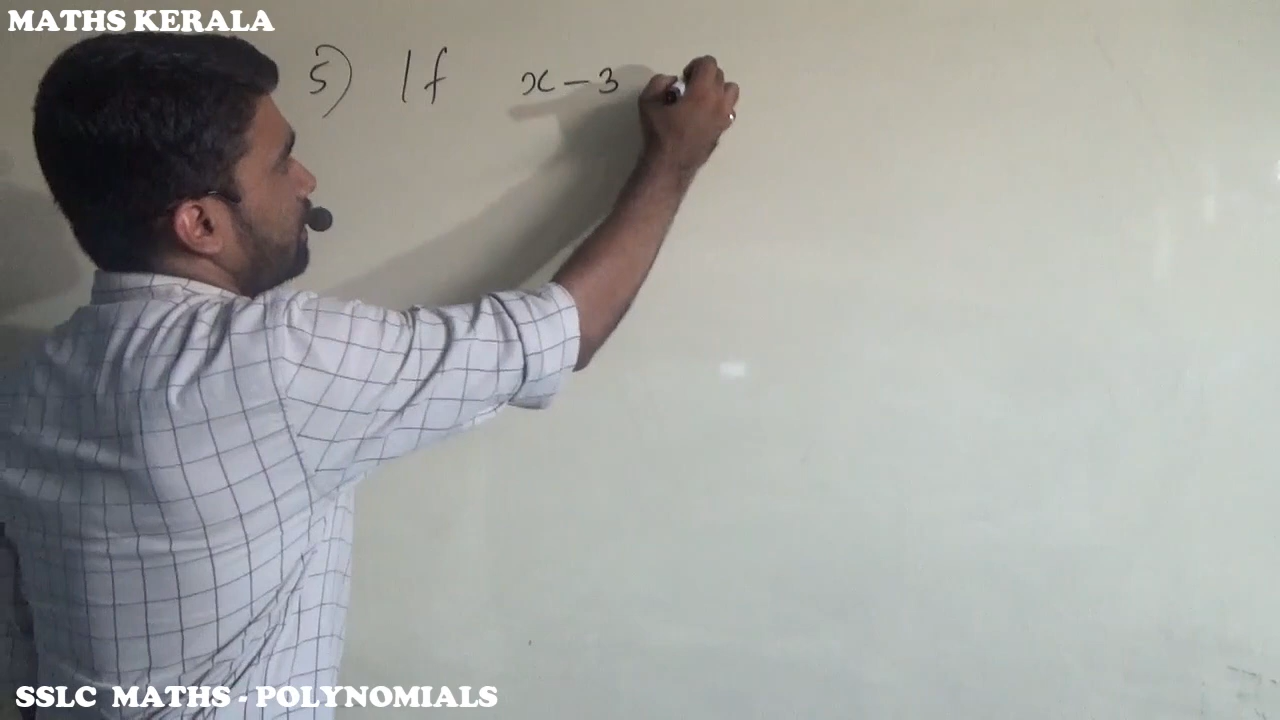 MATHS KERALA
5) If x-3
SSLC MATHS - POLYNOMIALS